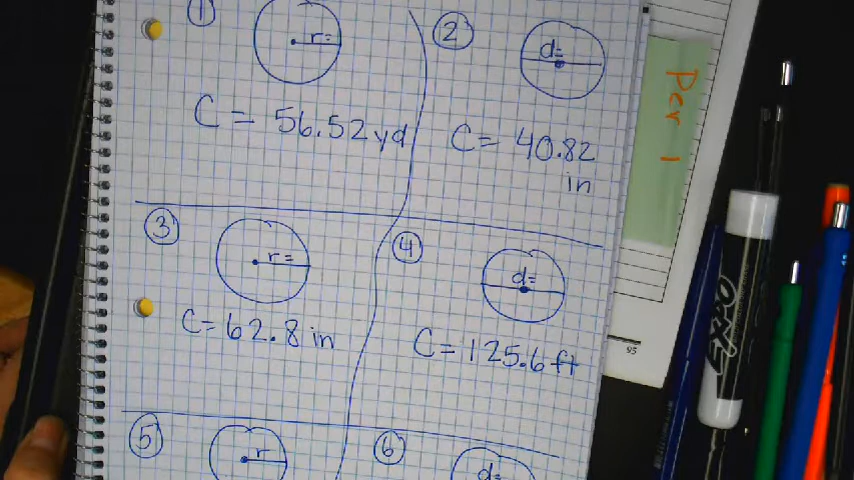 1
r=
C = 56.52 yd
2
d=
C = 40.82
in
3
r=
C = 62.8 in
4
d=
C = 125.6 ft
5
r
6
d=
Per 1
95
EXPO